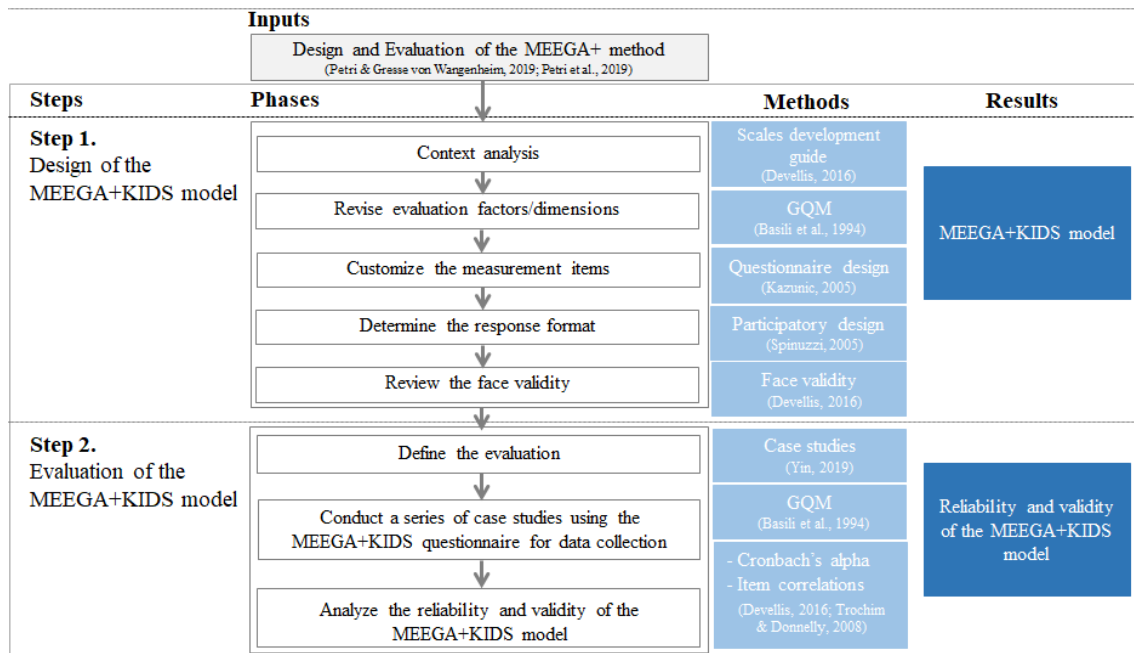 Inputs
Design and Evaluation of the MEEGA+ method
(Petri & Gresse von Wangenheim, 2019; Petri et al., 2019)
Steps
Phases
Methods
Results
Step 1.
Design of the
MEEGA+KIDS model
Context analysis
Revise evaluation factors/dimensions
Customize the measurement items
Determine the response format
Review the face validity
Scales development
guide
(Devellis, 2016)
GQM
(Basili et al., 1994)
Questionnaire design
(Kazunic, 2005)
Participatory design
(Spinuzzi, 2005)
Face validity
(Devellis, 2016)
MEEGA+KIDS model
Step 2.
Evaluation of the
MEEGA+KIDS model
Define the evaluation
Conduct a series of case studies using the
MEEGA+KIDS questionnaire for data collection
Analyze the reliability and validity of the
MEEGA+KIDS model
Case studies
(Yin, 2019)
GQM
(Basili et al., 1994)
- Cronbach's alpha
- Item correlations
(Devellis, 2016; Trochim
& Donnelly, 2008)
Reliability and validity
of the MEEGA+KIDS
model